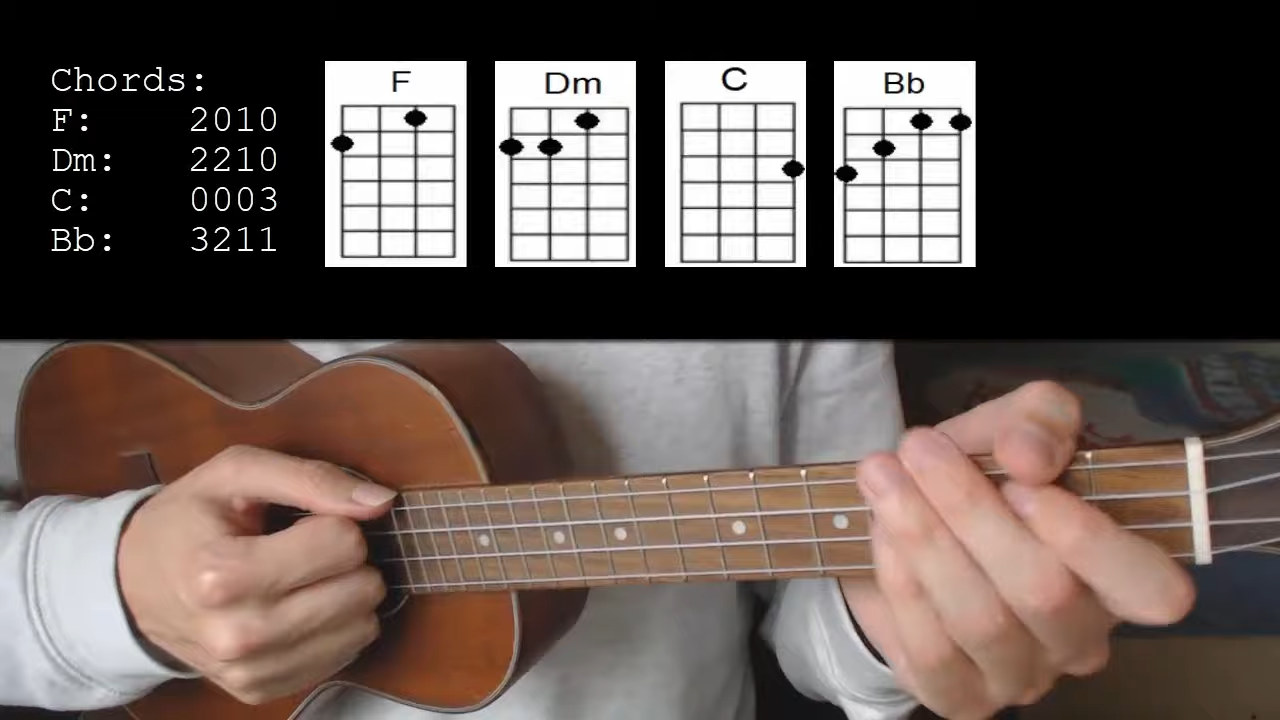 Chords:
F: 2010
Dm: 2210
C: 0003
Bb: 3211
F
Dm
C
Bb